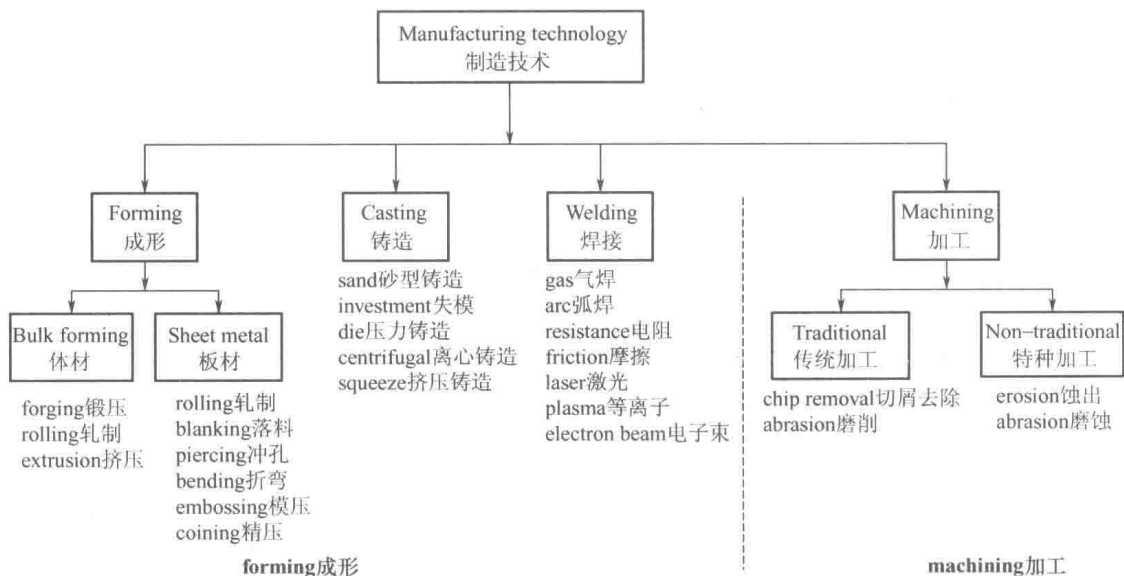 Manufacturing technology
制造技术
Forming
成形
Casting
铸造
Welding
焊接
Machining
加工
Bulk forming
体材
Sheet metal
板材
Traditional
传统加工
Non-traditional
特种加工
forging锻压
rolling轧制
extrusion挤压
rolling轧制
blanking落料
piercing冲孔
bending折弯
embossing模压
coining精压
sand砂型铸造
investment失模
die压力铸造
centrifugal离心铸造
squeeze挤压铸造
gas气焊
arc弧焊
resistance电阻
friction摩擦
laser激光
plasma等离子
electron beam电子束
chip removal切屑去除
abrasion磨削
erosion蚀出
abrasion磨蚀
forming成形
machining加工